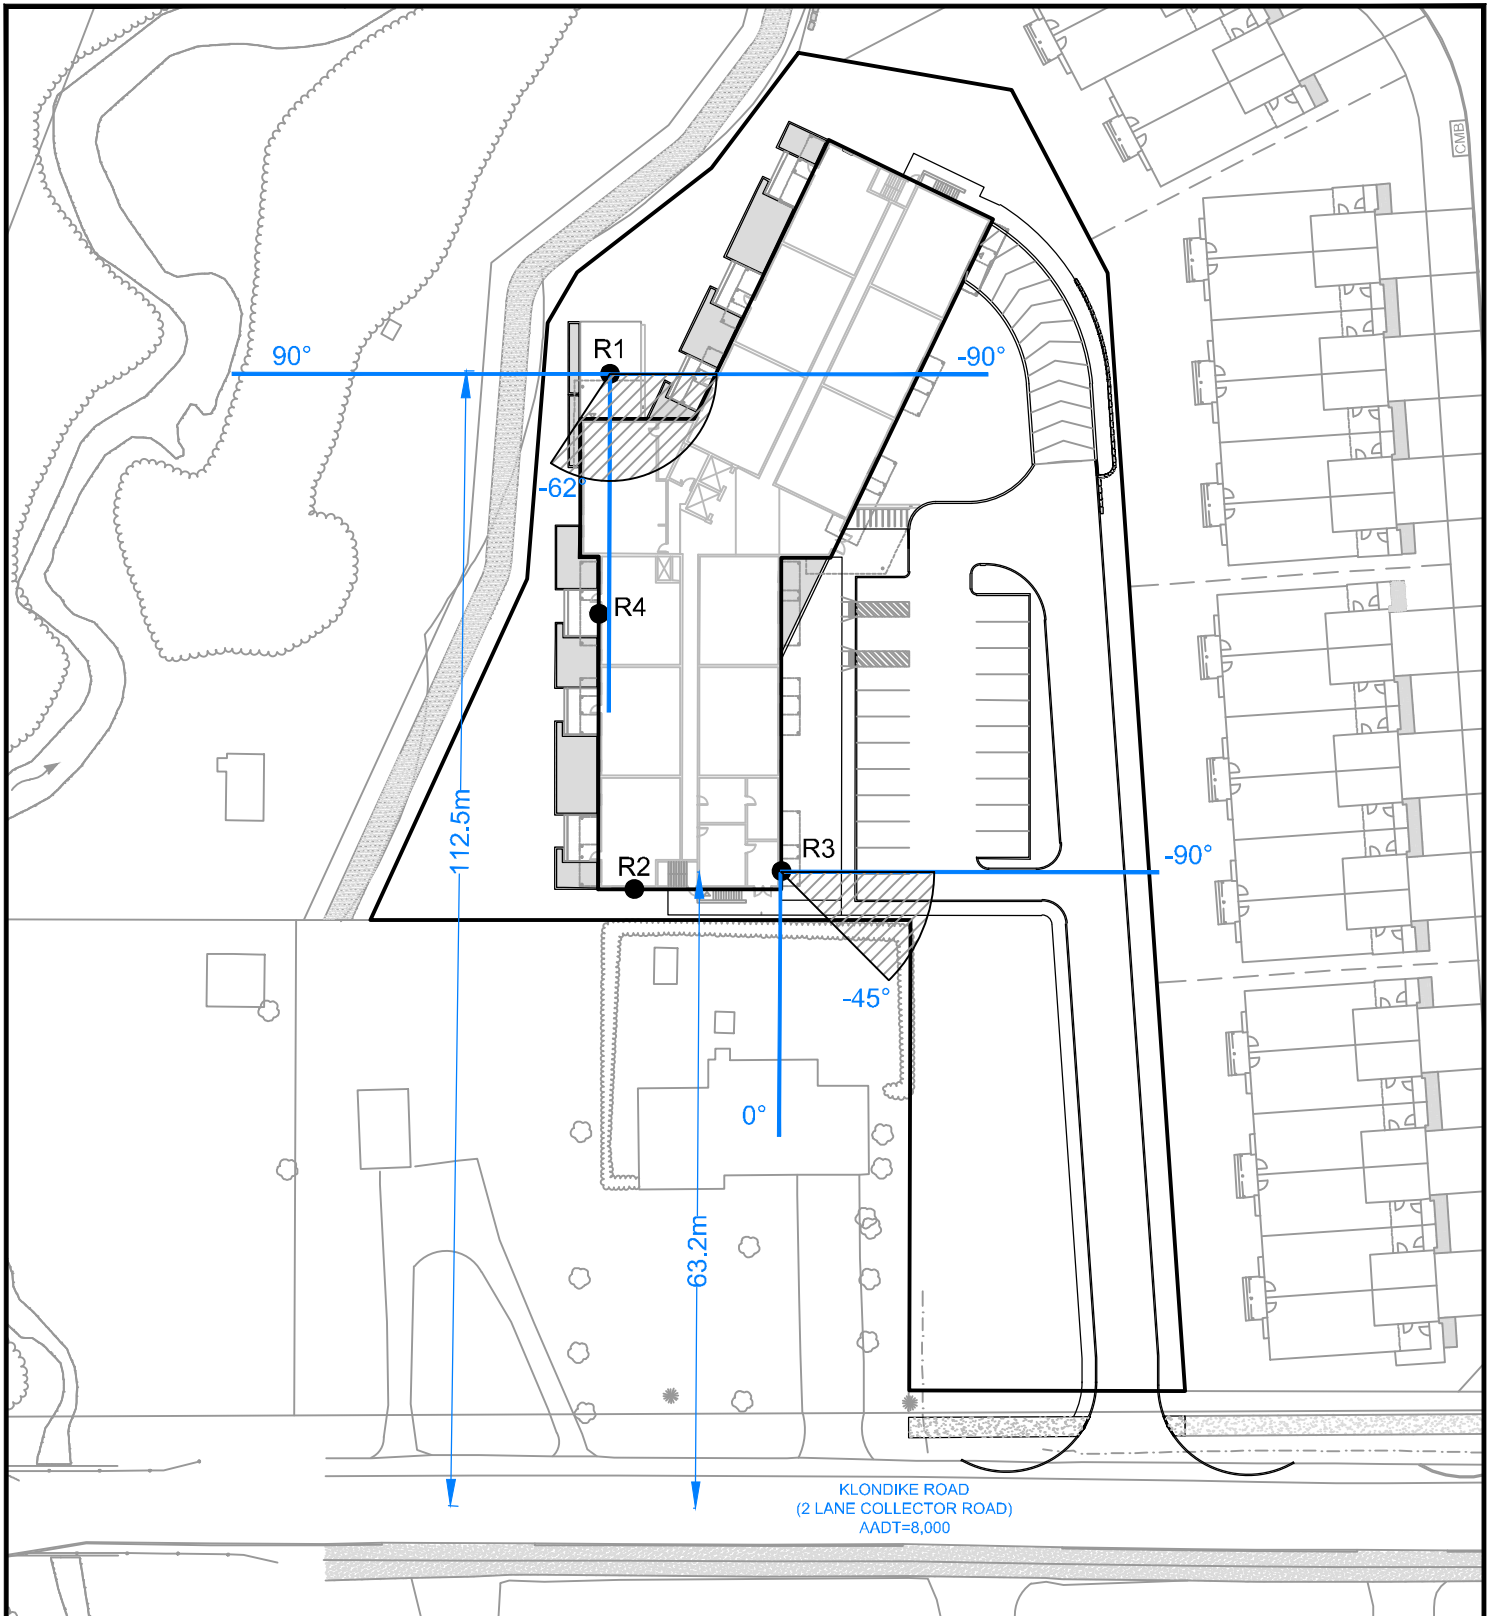 CMB
R1
90°
-90°
-62°
R4
112.5m
R3
R2
-90°
-45°
0°
63.2m
KLONDIKE ROAD
(2 LANE COLLECTOR ROAD)
AADT=8,000